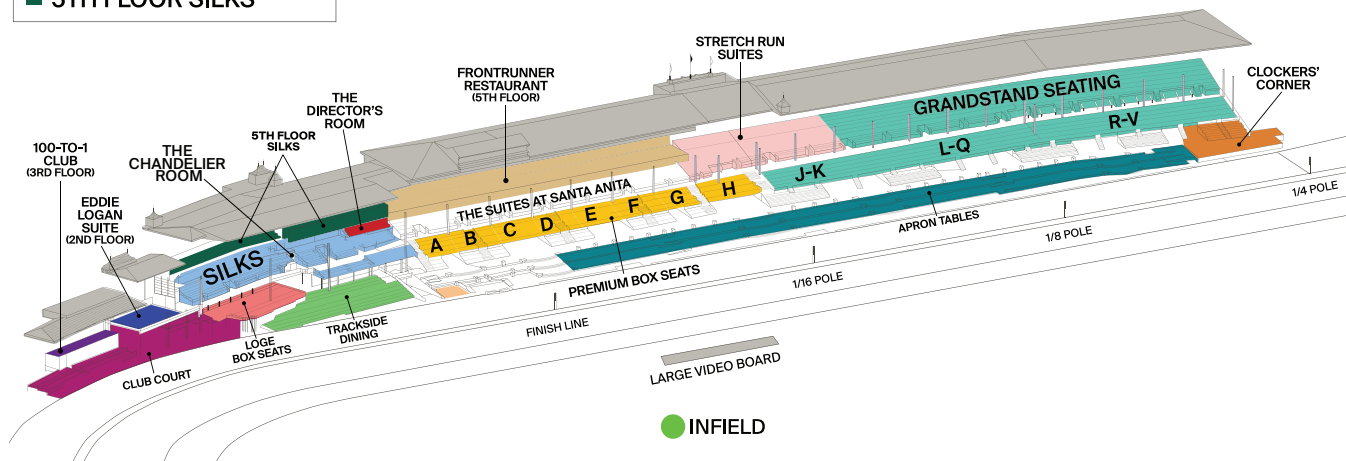 5TH FLOOR SILKS
STRETCH RUN
SUITES
FRONTRUNNER
RESTAURANT
(5TH FLOOR)
CLOCKERS'
CORNER
GRANDSTAND SEATING
THE
DIRECTOR'S
ROOM
5TH FLOOR
SILKS
THE
CHANDELIER
ROOM
100-TO-1
CLUB
(3RD FLOOR)
EDDIE
LOGAN
SUITE
(2ND FLOOR)
R-V
L-Q
J-K
THE SUITES AT SANTA ANITA
A B C D E F G H
SILKS
1/4 POLE
APRON TABLES
1/8 POLE
PREMIUM BOX SEATS
1/16 POLE
FINISH LINE
TRACKSIDE
DINING
LOGE
BOX SEATS
CLUB COURT
LARGE VIDEO BOARD
INFIELD